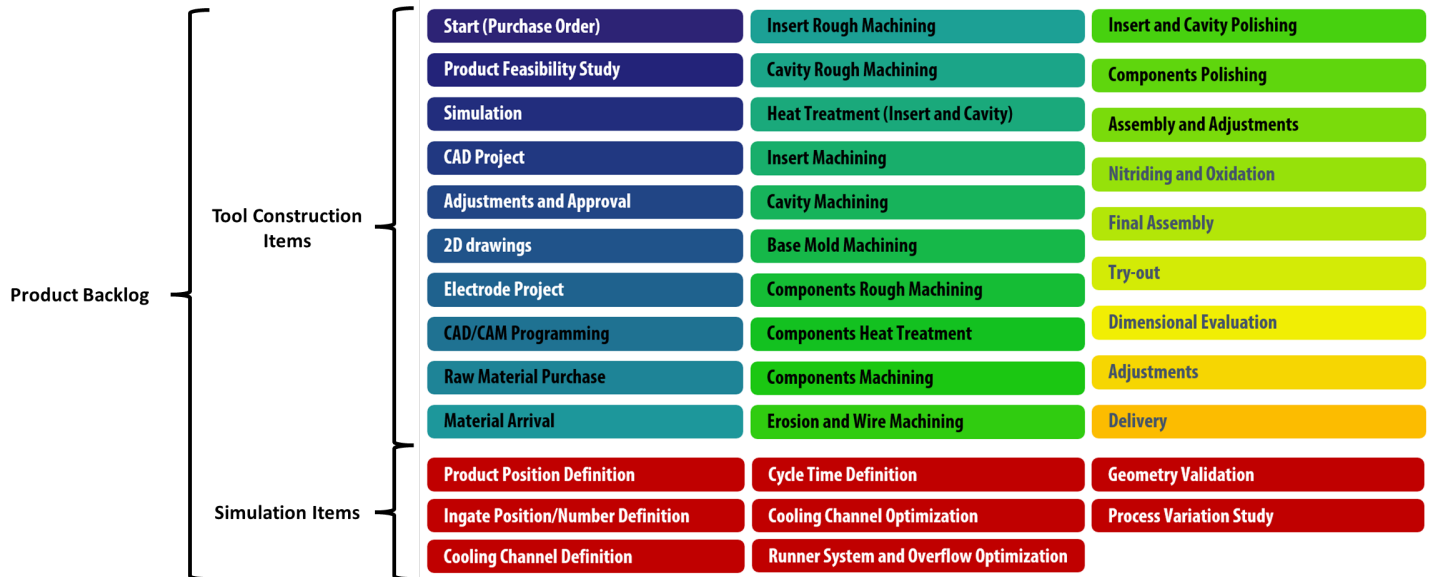 Product Backlog
Tool Construction
Items
Start (Purchase Order)
Product Feasibility Study
Simulation
CAD Project
Adjustments and Approval
2D drawings
Electrode Project
CAD/CAM Programming
Raw Material Purchase
Material Arrival
Insert Rough Machining
Cavity Rough Machining
Heat Treatment (Insert and Cavity)
Insert Machining
Cavity Machining
Base Mold Machining
Components Rough Machining
Components Heat Treatment
Components Machining
Erosion and Wire Machining
Insert and Cavity Polishing
Components Polishing
Assembly and Adjustments
Nitriding and Oxidation
Final Assembly
Try-out
Dimensional Evaluation
Adjustments
Delivery
Simulation Items
Product Position Definition
Ingate Position/Number Definition
Cooling Channel Definition
Cycle Time Definition
Cooling Channel Optimization
Runner System and Overflow Optimization
Geometry Validation
Process Variation Study